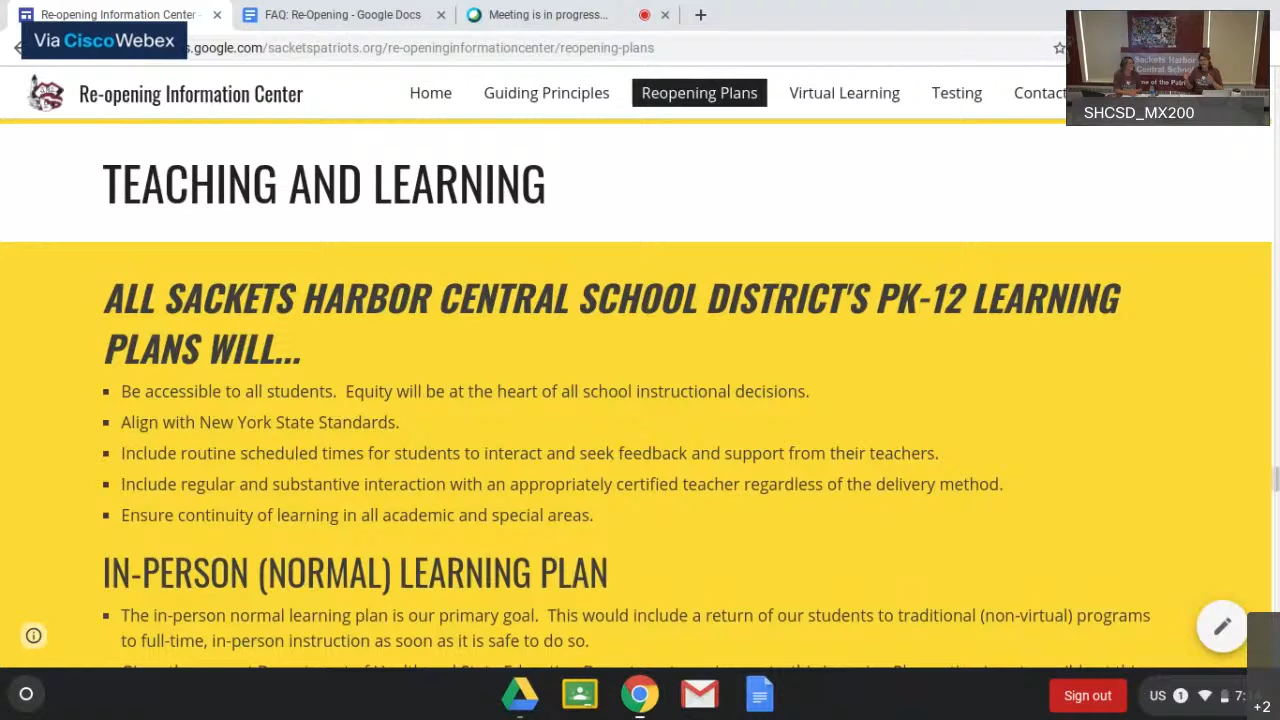 Re-opening Information Center -
FAQ: Re-Opening - Google Docs
Meeting is in progress...
Via Cisco Webex
s.google.com/sacketspatriots.org/re-openinginformationcenter/reopening-plans
Re-opening Information Center
Home
Guiding Principles
Reopening Plans
Virtual Learning
Testing
Contact
Sackets Harbor
Central School
SHCSD_MX200
TEACHING AND LEARNING
ALL SACKETS HARBOR CENTRAL SCHOOL DISTRICT'S PK-12 LEARNING
PLANS WILL...
Be accessible to all students. Equity will be at the heart of all school instructional decisions.
Align with New York State Standards.
Include routine scheduled times for students to interact and seek feedback and support from their teachers.
Include regular and substantive interaction with an appropriately certified teacher regardless of the delivery method.
Ensure continuity of learning in all academic and special areas.
IN-PERSON (NORMAL) LEARNING PLAN
The in-person normal learning plan is our primary goal. This would include a return of our students to traditional (non-virtual) programs
to full-time, in-person instruction as soon as it is safe to do so.
Sign out
US
1
7:
+2